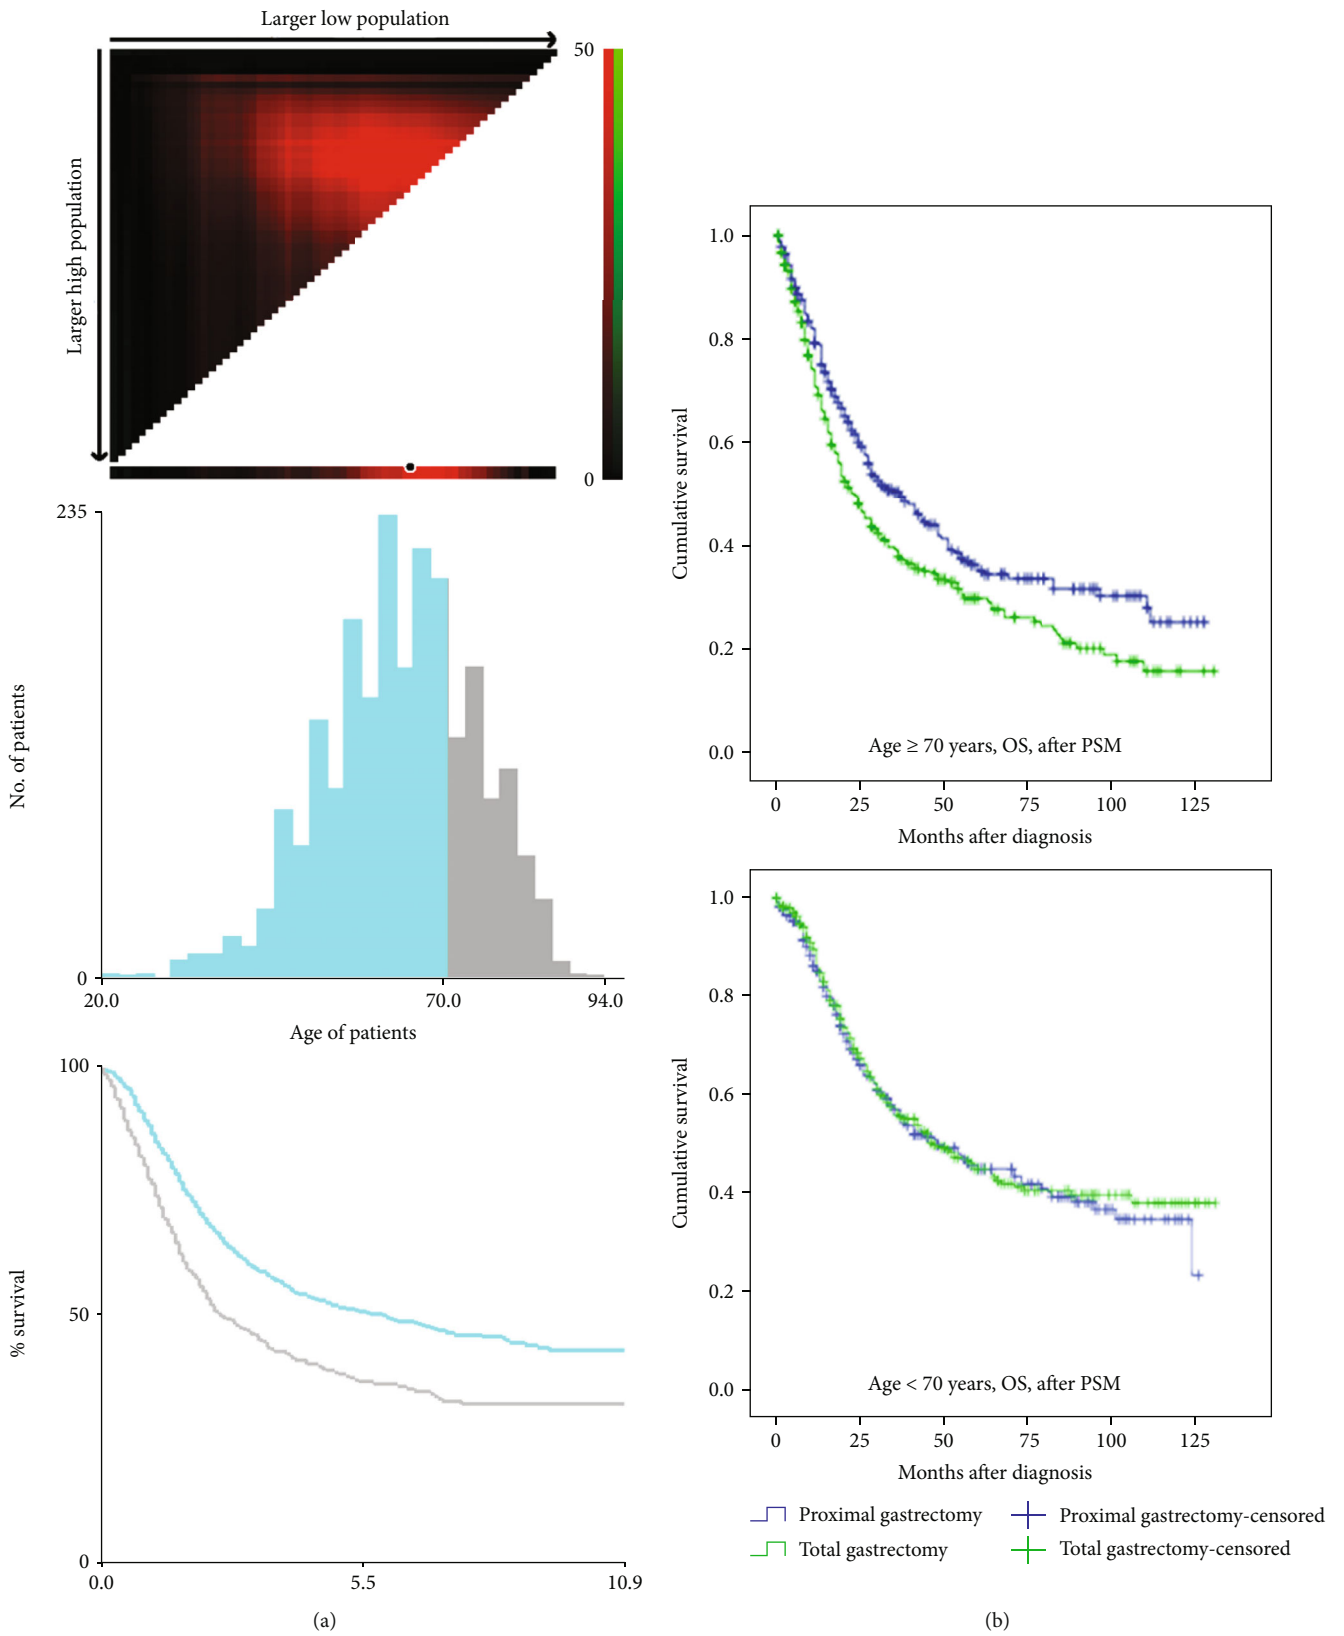 Larger low population
Larger high population
50
0
235
0
No. of patients
20.0
70.0
94.0
Age of patients
100
50
0
% survival
0.0
5.5
10.9
(a)
1.0
0.8
0.6
0.4
0.2
0.0
Cumulative survival
Age ≥ 70 years, OS, after PSM
0
25
50
75
100
125
Months after diagnosis
1.0
0.8
0.6
0.4
0.2
0.0
Cumulative survival
Age < 70 years, OS, after PSM
0
25
50
75
100
125
Months after diagnosis
Proximal gastrectomy
Proximal gastrectomy-censored
Total gastrectomy
Total gastrectomy-censored
(b)